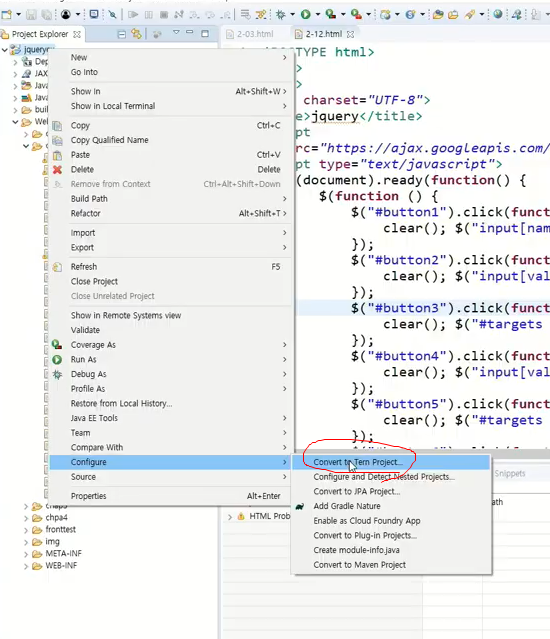 Project Explorer
2-03.html
2-12.html
jquery
Dep
JAX
Java
Java
buil
Web
New
Go Into
Show In Alt+Shift+W
Show in Local Terminal
Copy Ctrl+C
Copy Qualified Name
Paste Ctrl+V
Delete Delete
Remove from Context Ctrl+Alt+Shift+Down
Build Path
Refactor Alt+Shift+T
Import
Export
Refresh F5
Close Project
Close Unrelated Project
Show in Remote Systems view
Validate
Coverage As
Run As
Debug As
Profile As
Restore from Local History...
Java EE Tools
Team
Compare With
Configure
Source
Properties Alt+Enter
Convert to Tern Project...
Configure and Detect Nested Projects...
Convert to JPA Project...
Add Gradle Nature
Enable as Cloud Foundry App
Convert to Plug-in Projects...
Create module-info.java
Convert to Maven Project
chpa4
fronttest
img
META-INF
WEB-INF
HTML Prob
Snippets
ath
html>
>
>
charset="UTF-8">
e>jquery</title>
pt
rc="https://ajax.googleapis.com/
pt type="text/javascript">
(document).ready(function() {
$(function () {
$("#button1").click(funct
clear(); $("input[nam
});
$("#button2").click(funct
clear(); $("input[val
});
$("#button3").click(funct
clear(); $("#targets
});
$("#button4").click(funct
clear(); $("input[val
});
$("#button5").click(funct
clear(); $("#targets
});